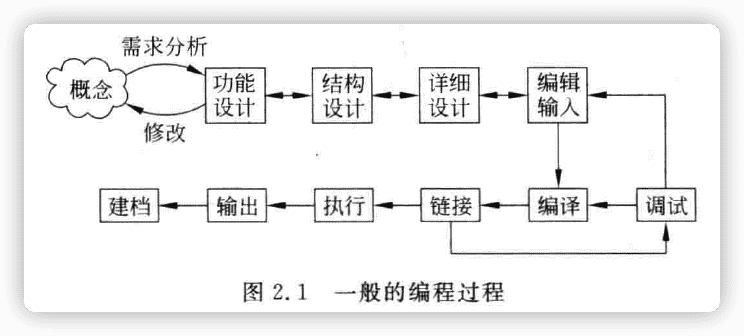 需求分析
概念
修改
功能
设计
结构
设计
详细
设计
编辑
输入
建档
输出
执行
链接
编译
调试
图 2.1 一般的编程过程